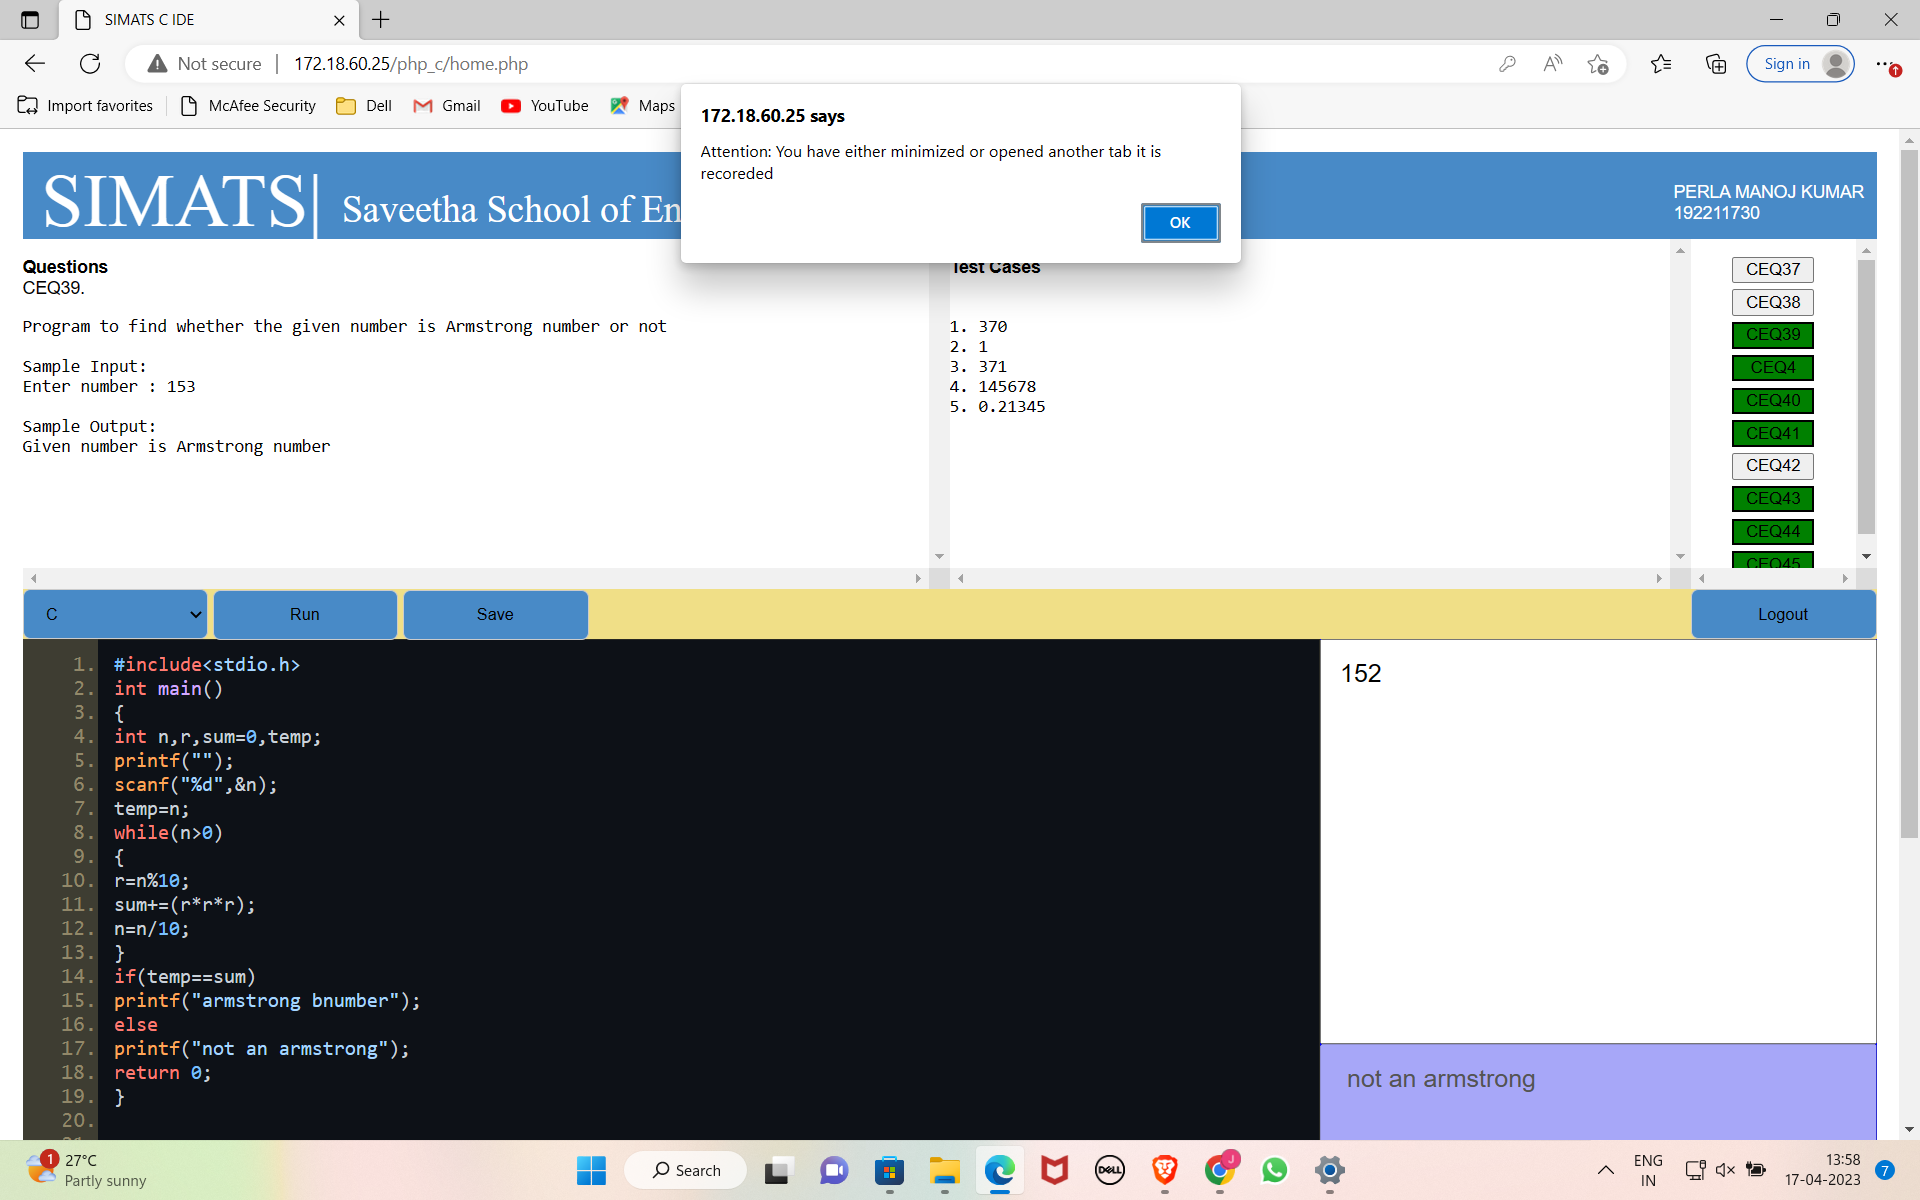 SIMATS C IDE
Not secure
172.18.60.25/php_c/home.php
Sign in
Import favorites
McAfee Security
Dell
Gmail
YouTube
Maps
172.18.60.25 says
Attention: You have either minimized or opened another tab it is
recoreded
OK
SIMATS| Saveetha School of En
PERLA MANOJ KUMAR
192211730
Questions
CEQ39.
Program to find whether the given number is Armstrong number or not
Sample Input:
Enter number : 153
Sample Output:
Given number is Armstrong number
Test Cases
1. 370
2. 1
3. 371
4. 145678
5. 0.21345
CEQ37
CEQ38
CEQ39
CEQ4
CEQ40
CEQ41
CEQ42
CEQ43
CEQ44
CEQ45
C
Run
Save
Logout
1. #include<stdio.h>
2. int main()
3. {
4. int n,r,sum=0,temp;
5. printf("");
6. scanf("%d",&n);
7. temp=n;
8. while(n>0)
9. {
10. r=n%10;
11. sum+=(r*r*r);
12. n=n/10;
13. }
14. if(temp==sum)
15. printf("armstrong bnumber");
16. else
17. printf("not an armstrong");
18. return 0;
19. }
20.
152
not an armstrong
1
27°C
Partly sunny
Search
DELL
J
ENG
IN
13:58
17-04-2023
7